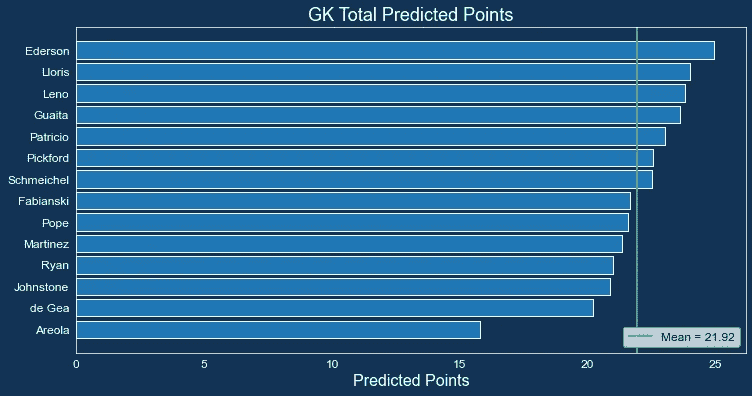 GK Total Predicted Points
Ederson
Lloris
Leno
Guaita
Patricio
Pickford
Schmeichel
Fabianski
Pope
Martinez
Ryan
Johnstone
de Gea
Areola
Mean = 21.92
0 5 10 15 20 25
Predicted Points